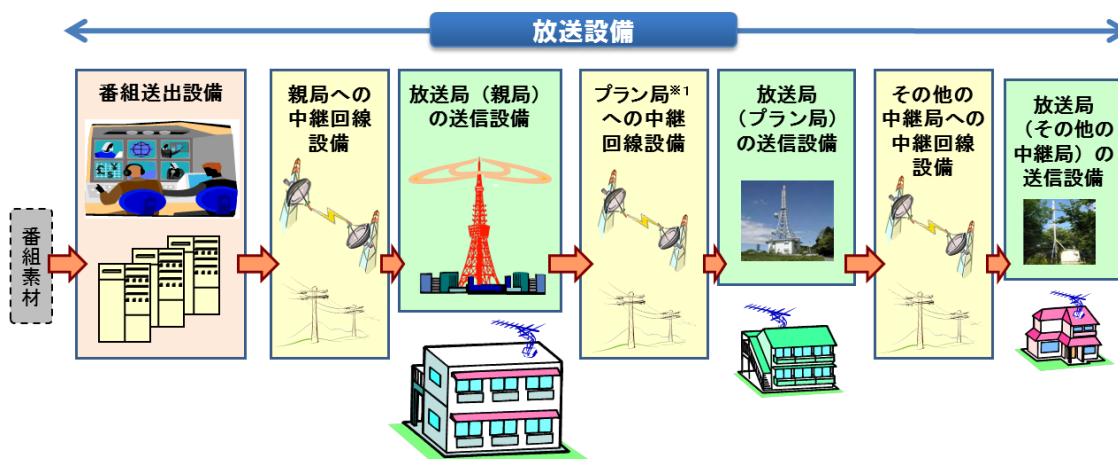 放送設備
番組素材
番組送出設備
親局への
中継回線
設備
放送局（親局）
の送信設備
プラン局※1
への中継
回線設備
放送局
（プラン局）
の送信設備
その他の
中継局への
中継回線
設備
放送局
（その他の
中継局）の
送信設備